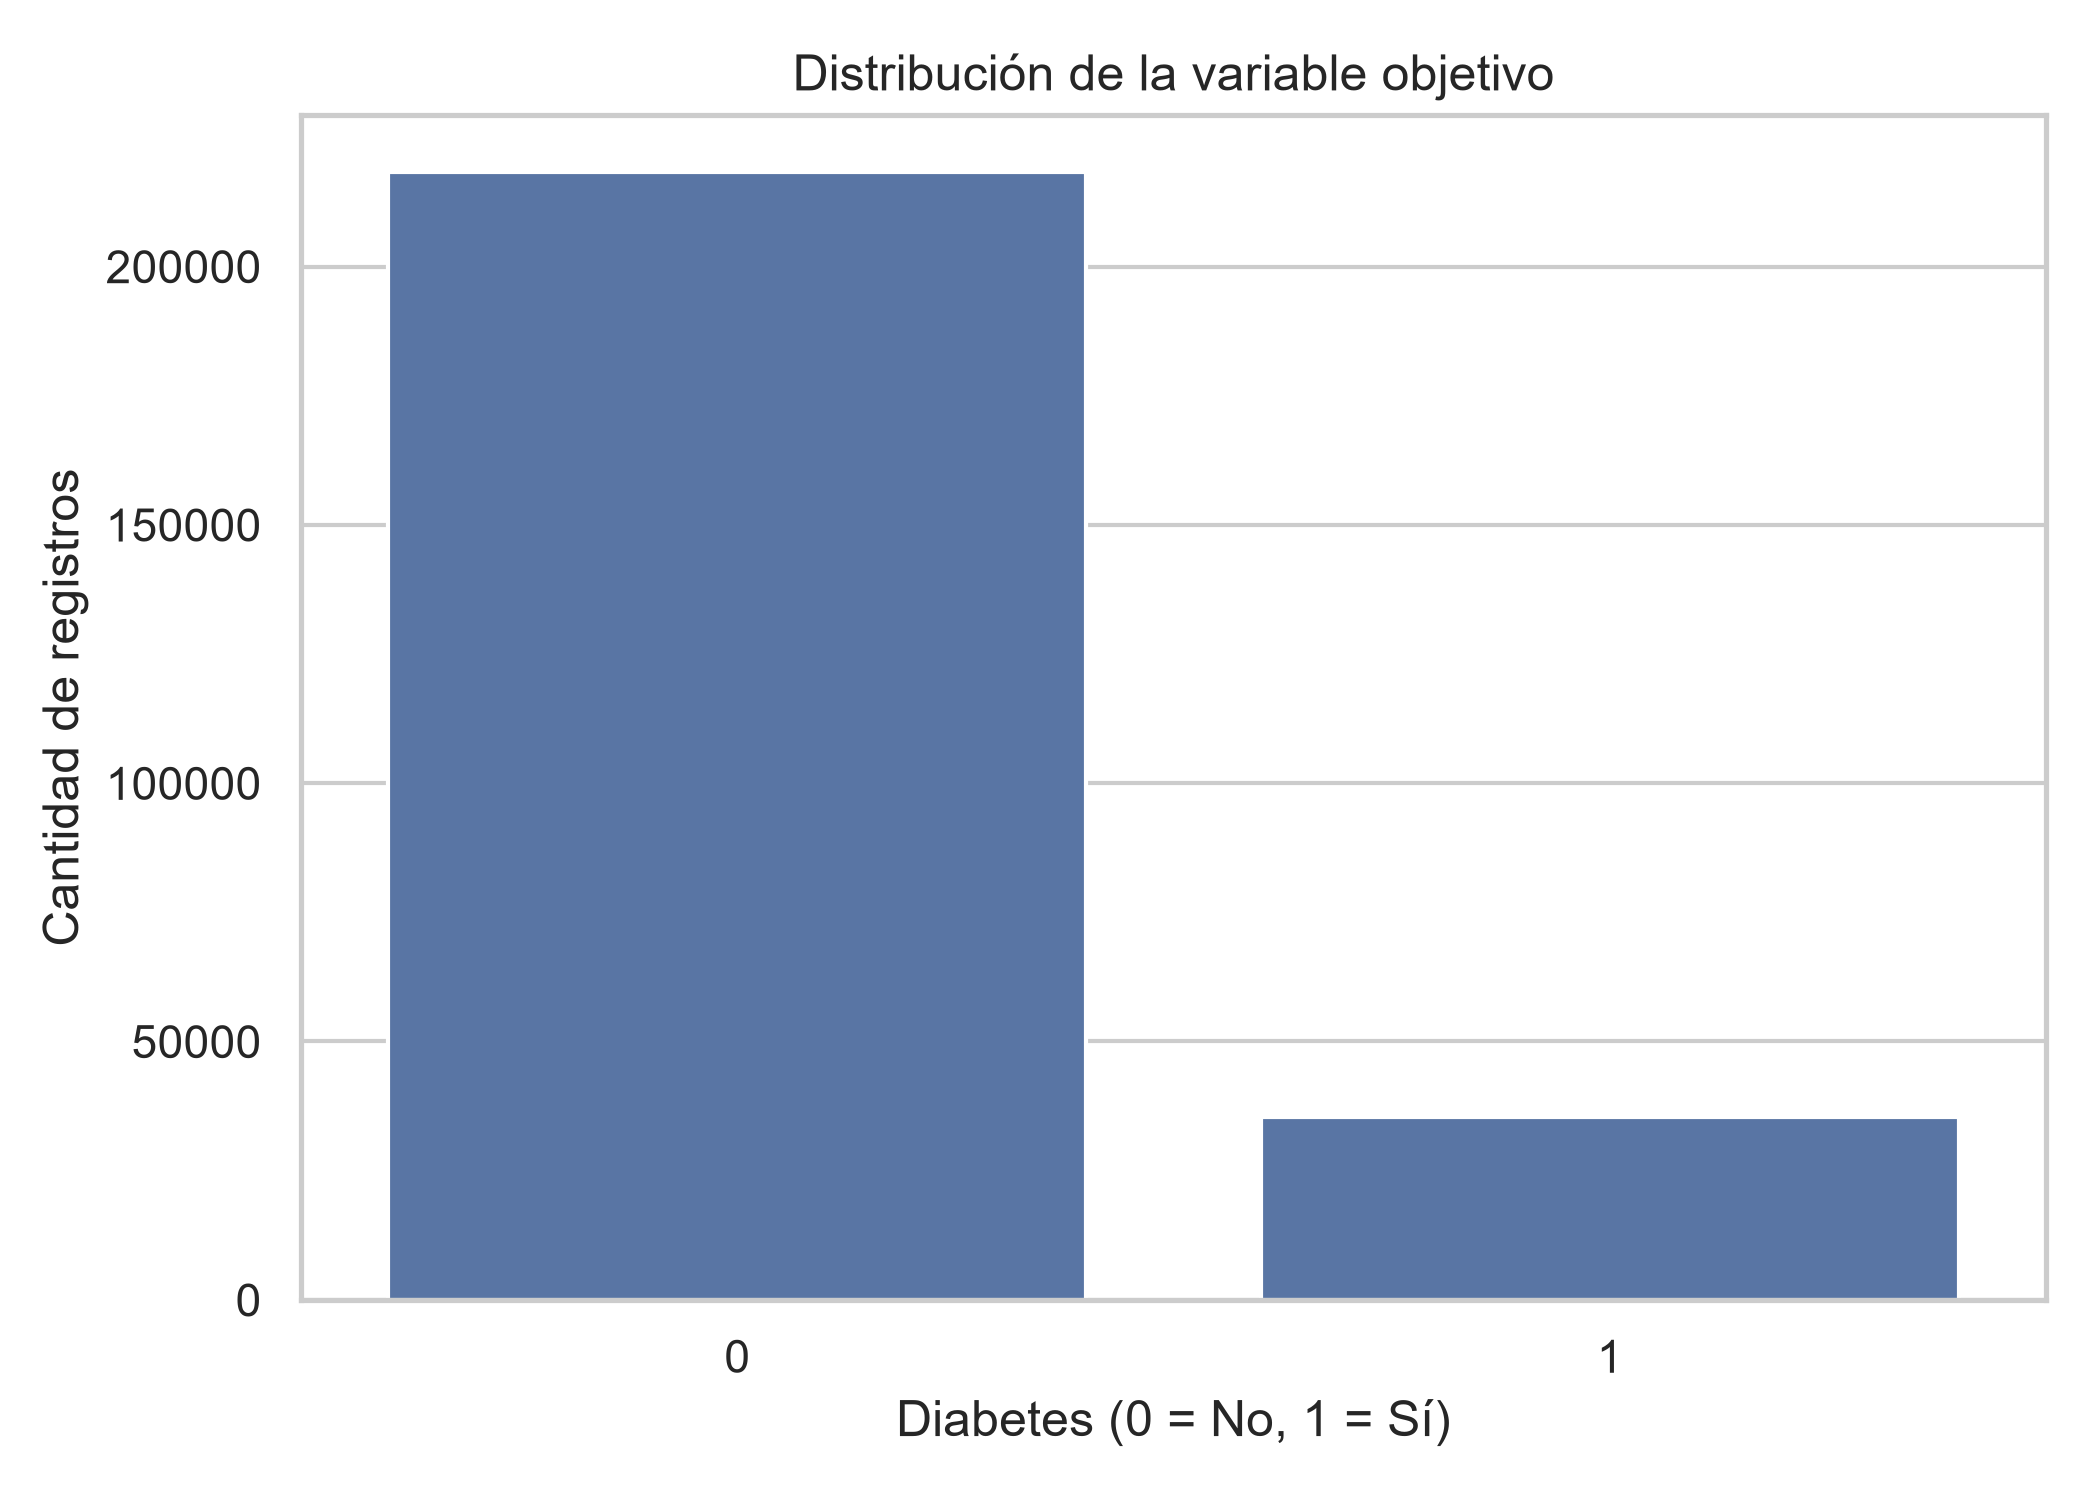 Distribución de la variable objetivo
Cantidad de registros
200000
150000
100000
50000
0
0
1
Diabetes (0 = No, 1 = Sí)